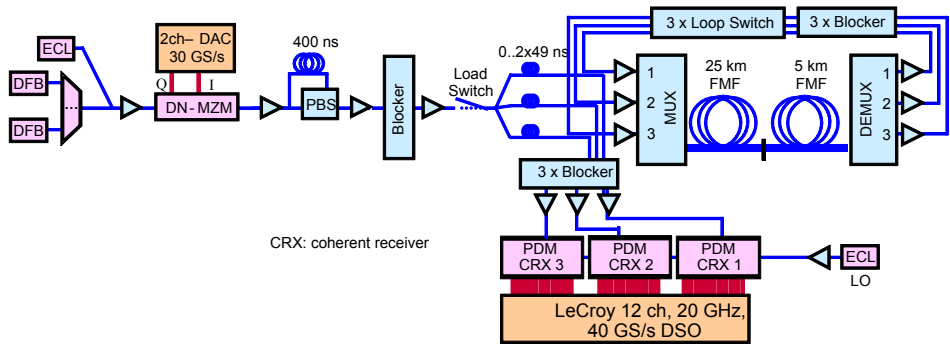 ECL
DFB
DFB
2ch– DAC
30 GS/s
Q
I
DN - MZM
400 ns
PBS
Blocker
Load
Switch
0..2x49 ns
3 x Loop Switch
3 x Blocker
1
2
3
MUX
25 km
FMF
5 km
FMF
DEMUX
1
2
3
3 x Blocker
CRX: coherent receiver
PDM
CRX 3
PDM
CRX 2
PDM
CRX 1
ECL
LO
LeCroy 12 ch, 20 GHz,
40 GS/s DSO